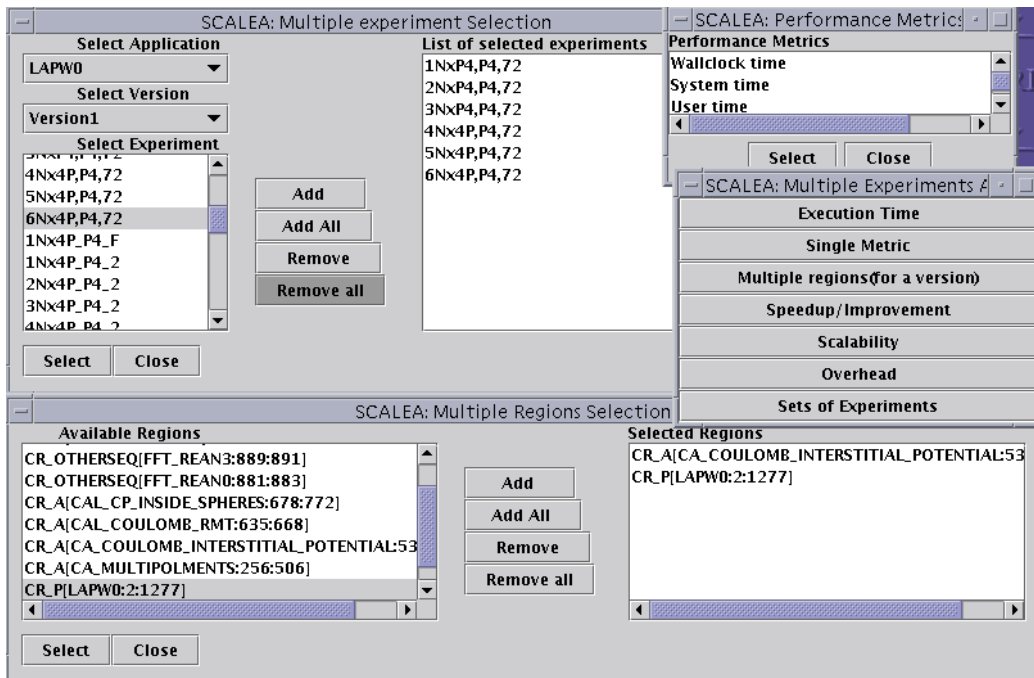 SCALEA: Multiple experiment Selection
Select Application
LAPW0
Select Version
Version1
Select Experiment
4Nx4P,P4,72
5Nx4P,P4,72
6Nx4P,P4,72
1Nx4P_P4_F
1Nx4P_P4_2
2Nx4P_P4_2
3Nx4P_P4_2
4Nx4P_P4_2
Add
Add All
Remove
Remove all
List of selected experiments
1NxP4,P4,72
2NxP4,P4,72
3NxP4,P4,72
4Nx4P,P4,72
5Nx4P,P4,72
6Nx4P,P4,72
Select Close
SCALEA: Performance Metrics
Performance Metrics
Wallclock time
System time
User time
Select Close
SCALEA: Multiple Experiments A
Execution Time
Single Metric
Multiple regions(for a version)
Speedup/Improvement
Scalability
Overhead
Sets of Experiments
SCALEA: Multiple Regions Selection
Available Regions
CR_OTHERSEQ[FFT_REAN3:889:891]
CR_OTHERSEQ[FFT_REAN0:881:883]
CR_A[CAL_CP_INSIDE_SPHERES:678:772]
CR_A[CAL_COULOMB_RMT:635:668]
CR_A[CA_COULOMB_INTERSTITIAL_POTENTIAL:53
CR_A[CA_MULTIPOLMENTS:256:506]
CR_P[LAPW0:2:1277]
Add
Add All
Remove
Remove all
Selected Regions
CR_A[CA_COULOMB_INTERSTITIAL_POTENTIAL:53
CR_P[LAPW0:2:1277]
Select Close